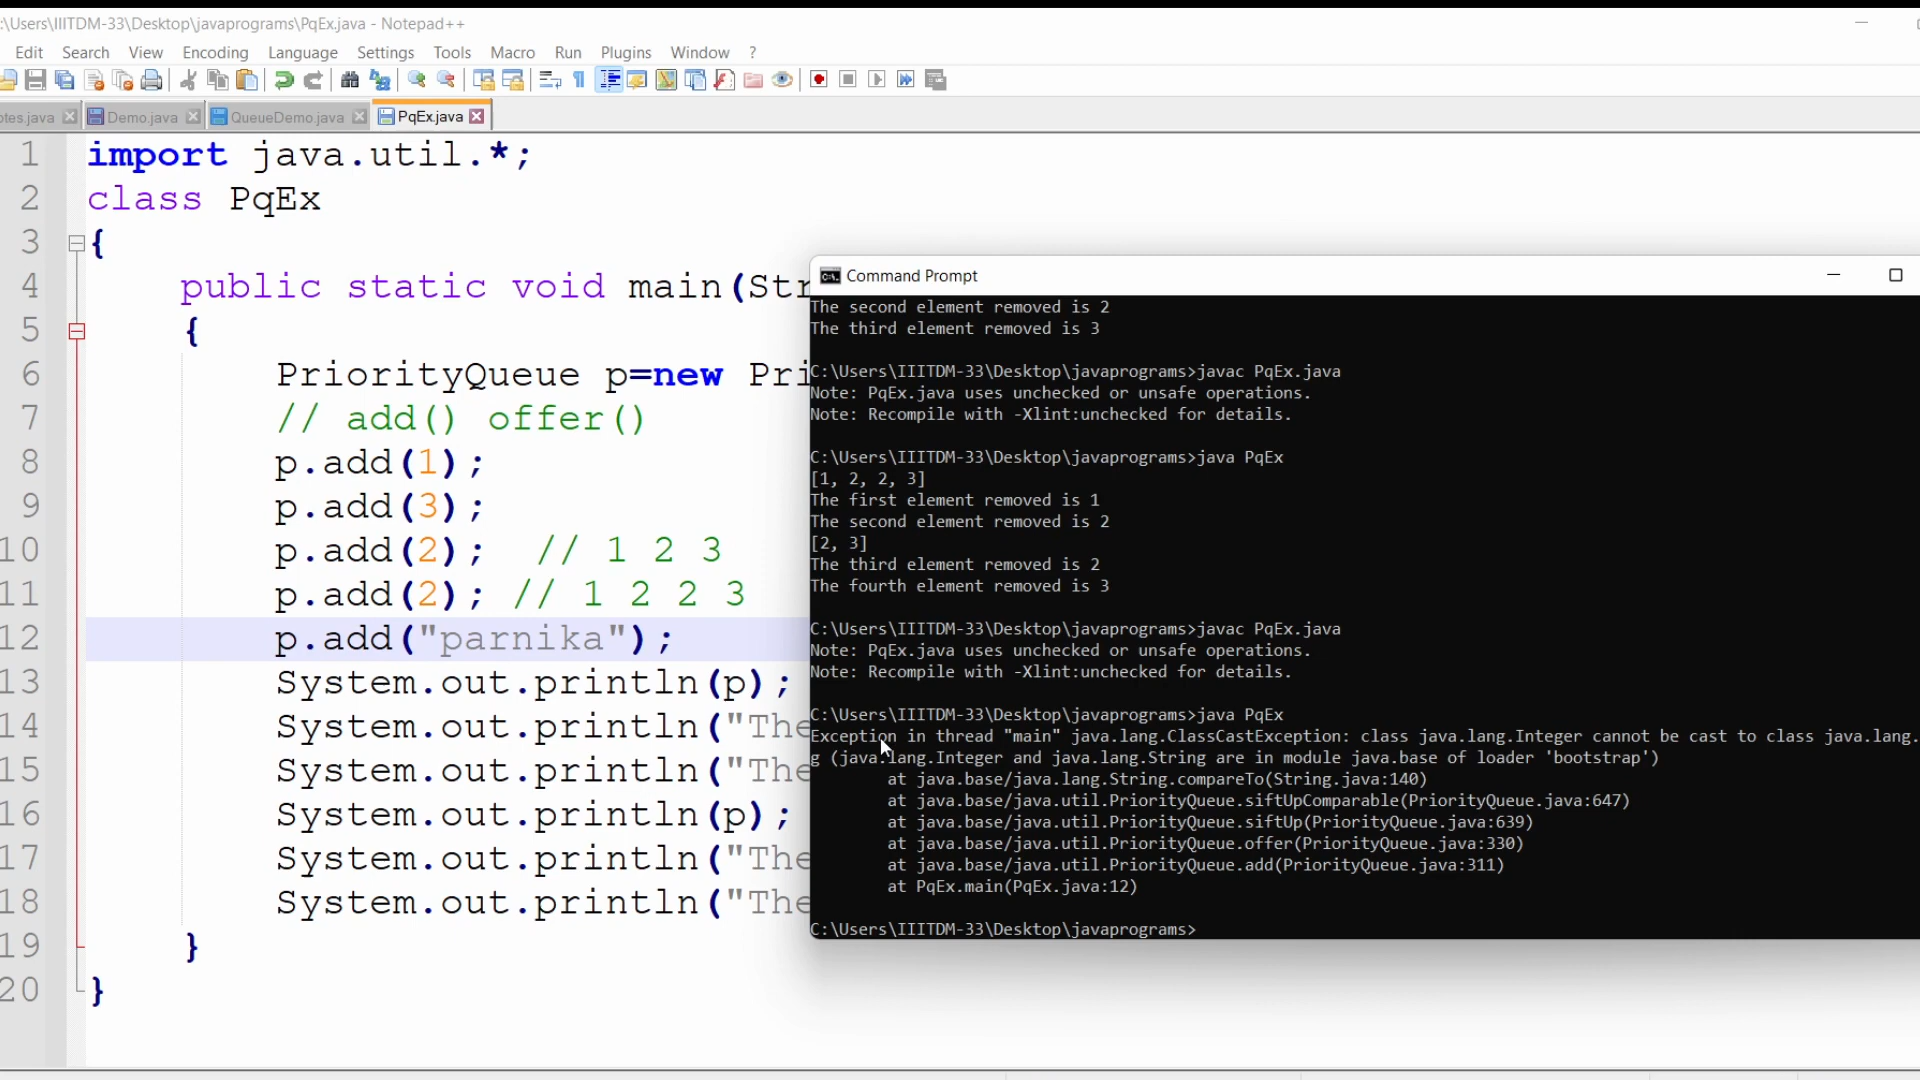 :\Users\IIITDM-33\Desktop\javaprograms\PqEx.java - Notepad++
Edit Search View Encoding Language Settings Tools Macro Run Plugins Window ?
otes.java Demo.java QueueDemo.java PqEx.java
1 import java.util.*;
2 class PqEx
3 {
4 public static void main(Str
5 {
6 PriorityQueue p=new Pri
7 // add() offer()
8 p.add(1);
9 p.add(3);
10 p.add(2); // 1 2 3
11 p.add(2); // 1 2 2 3
12 p.add("parnika");
13 System.out.println(p);
14 System.out.println("The
15 System.out.println("The
16 System.out.println(p);
17 System.out.println("The
18 System.out.println("The
19 }
20 }
Command Prompt
The second element removed is 2
The third element removed is 3
C:\Users\IIITDM-33\Desktop\javaprograms>javac PqEx.java
Note: PqEx.java uses unchecked or unsafe operations.
Note: Recompile with -Xlint:unchecked for details.
C:\Users\IIITDM-33\Desktop\javaprograms>java PqEx
[1, 2, 2, 3]
The first element removed is 1
The second element removed is 2
[2, 3]
The third element removed is 2
The fourth element removed is 3
C:\Users\IIITDM-33\Desktop\javaprograms>javac PqEx.java
Note: PqEx.java uses unchecked or unsafe operations.
Note: Recompile with -Xlint:unchecked for details.
C:\Users\IIITDM-33\Desktop\javaprograms>java PqEx
Exception in thread "main" java.lang.ClassCastException: class java.lang.Integer cannot be cast to class java.lang.
g (java.lang.Integer and java.lang.String are in module java.base of loader 'bootstrap')
at java.base/java.lang.String.compareTo(String.java:140)
at java.base/java.util.PriorityQueue.siftUpComparable(PriorityQueue.java:647)
at java.base/java.util.PriorityQueue.siftUp(PriorityQueue.java:639)
at java.base/java.util.PriorityQueue.offer(PriorityQueue.java:330)
at java.base/java.util.PriorityQueue.add(PriorityQueue.java:311)
at PqEx.main(PqEx.java:12)
C:\Users\IIITDM-33\Desktop\javaprograms>